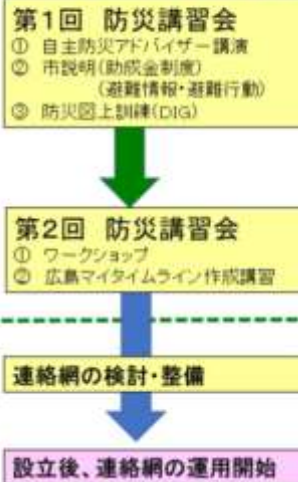 第1回 防災講習会
① 自主防災アドバイザー講演
② 市説明(助成金制度)
(避難情報・避難行動)
③ 防災図上訓練(DIG)
第2回 防災講習会
① ワークショップ
② 広島マイタイムライン作成講習
連絡網の検討・整備
設立後、連絡網の運用開始